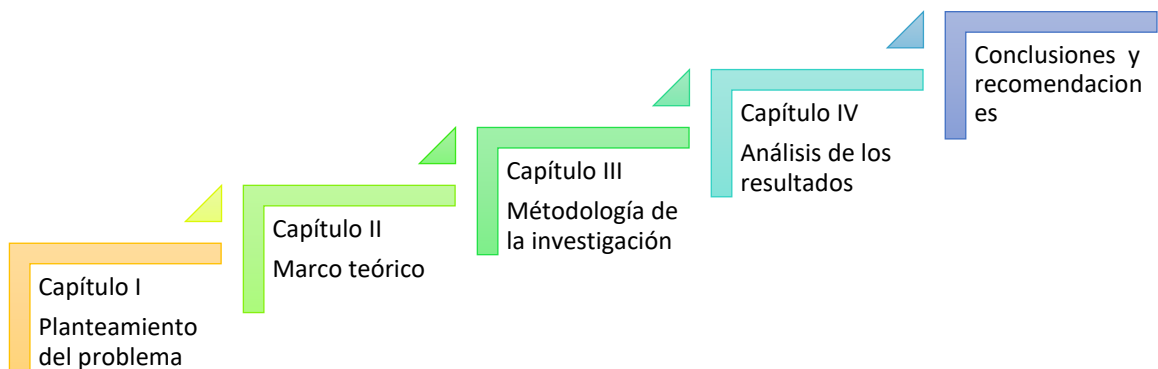 Capítulo I
Planteamiento
del problema
Capítulo II
Marco teórico
Capítulo III
Métodología de
la investigación
Capítulo IV
Análisis de los
resultados
Conclusiones y
recomendacion
es